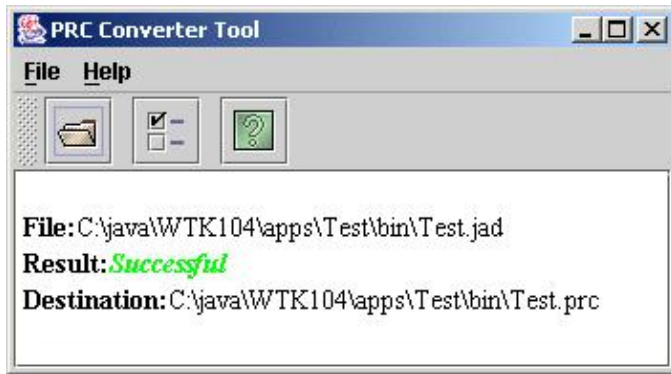 PRC Converter Tool
File Help
File:C:\java\WTK104\apps\Test\bin\Test.jad
Result:Successful
Destination:C:\java\WTK104\apps\Test\bin\Test.prc